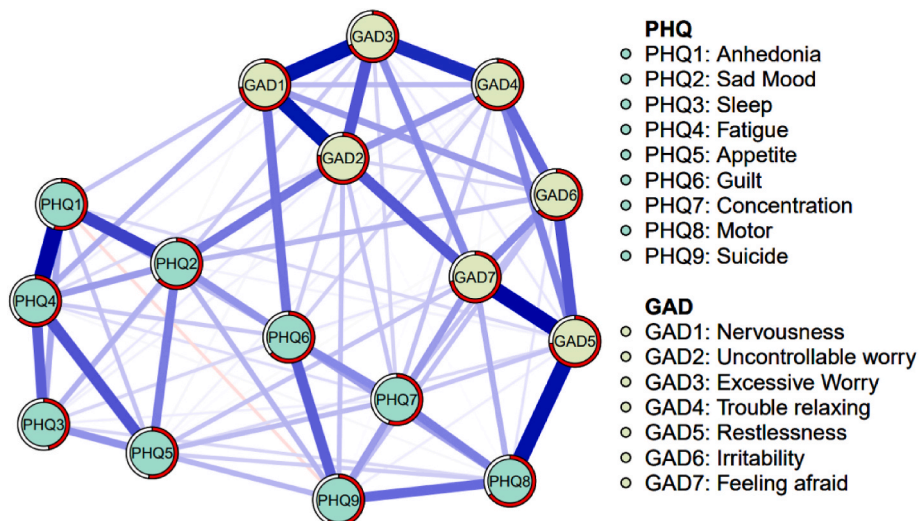 GAD3
GAD1
GAD4
GAD2
GAD6
PHQ1
PHQ2
GAD7
PHQ4
PHQ6
GAD5
PHQ7
PHQ3
PHQ5
PHQ8
PHQ9
PHQ
PHQ1: Anhedonia
PHQ2: Sad Mood
PHQ3: Sleep
PHQ4: Fatigue
PHQ5: Appetite
PHQ6: Guilt
PHQ7: Concentration
PHQ8: Motor
PHQ9: Suicide
GAD
GAD1: Nervousness
GAD2: Uncontrollable worry
GAD3: Excessive Worry
GAD4: Trouble relaxing
GAD5: Restlessness
GAD6: Irritability
GAD7: Feeling afraid